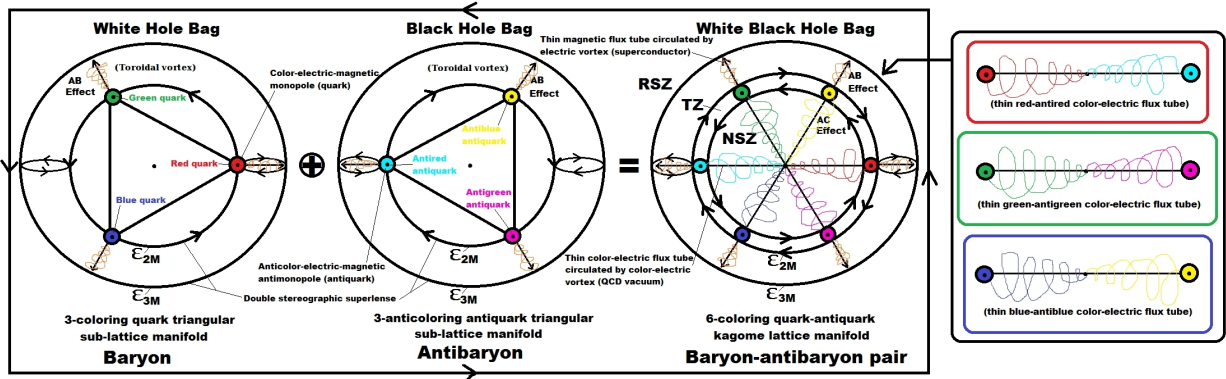 White Hole Bag
AB
Effect
(Toroidal vortex)
Green quark
Color-electric-magnetic
monopole (quark)
Red quark
Blue quark
ε2M
ε3M
3-coloring quark triangular
sub-lattice manifold
Baryon
⊕
Black Hole Bag
(Toroidal vortex)
AB
Effect
Antiblue
antiquark
Antired
antiquark
Antigreen
antiquark
Anticolor-electric-magnetic
antimonopole (antiquark)
Double stereographic superlense
ε2M
ε3M
3-anticoloring antiquark triangular
sub-lattice manifold
Antibaryon
=
White Black Hole Bag
Thin magnetic flux tube circulated by
electric vortex (superconductor)
RSZ
TZ
NSZ
AB
Effect
AC
Effect
Thin color-electric flux tube
circulated by color-electric
vortex (QCD vacuum)
ε2M
ε3M
6-coloring quark-antiquark
kagome lattice manifold
Baryon-antibaryon pair
(thin red-antired color-electric flux tube)
(thin green-antigreen color-electric flux tube)
(thin blue-antiblue color-electric flux tube)